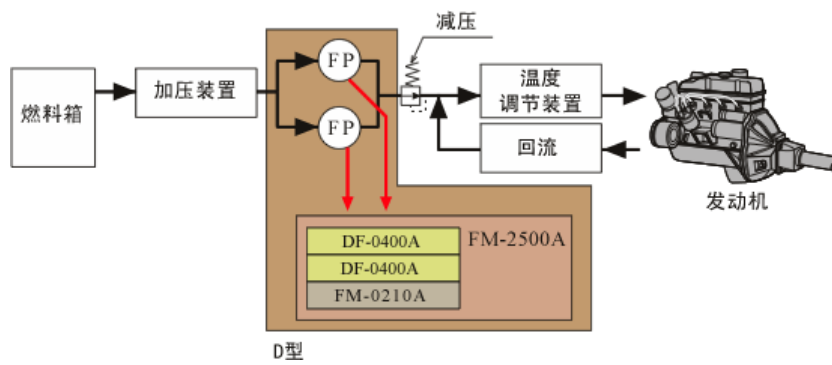 减压
燃料箱
加压装置
FP
FP
温度
调节装置
回流
发动机
DF-0400A
DF-0400A
FM-0210A
FM-2500A
D型